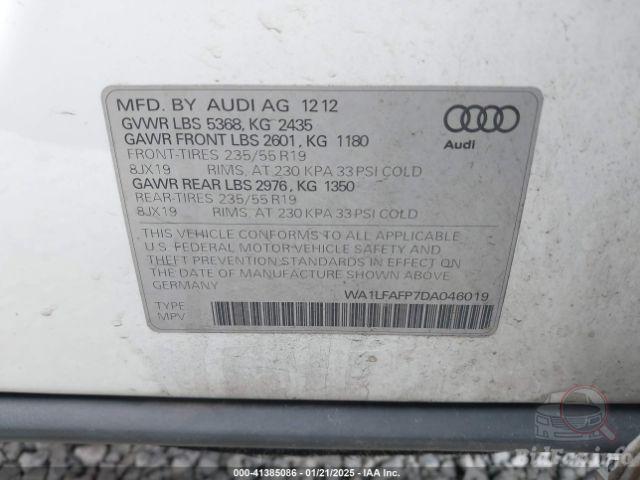 MFD. BY AUDI AG 12 12
GVWR LBS 5368, KG 2435
GAWR FRONT LBS 2601, KG 1180
FRONT-TIRES 235/55 R19
8JX19 RIMS, AT 230 KPA 33 PSI COLD
GAWR REAR LBS 2976, KG 1350
REAR-TIRES 235/55 R19
8JX19 RIMS, AT 230 KPA 33 PSI COLD
Audi
THIS VEHICLE CONFORMS TO ALL APPLICABLE
U.S. FEDERAL MOTOR VEHICLE SAFETY AND
THEFT PREVENTION STANDARDS IN EFFECT ON
THE DATE OF MANUFACTURE SHOWN ABOVE
GERMANY
WA1LFAFP7DA046019
TYPE:
MPV
BidFax.info
000-41385086 - 01/21/2025 - IAA Inc.